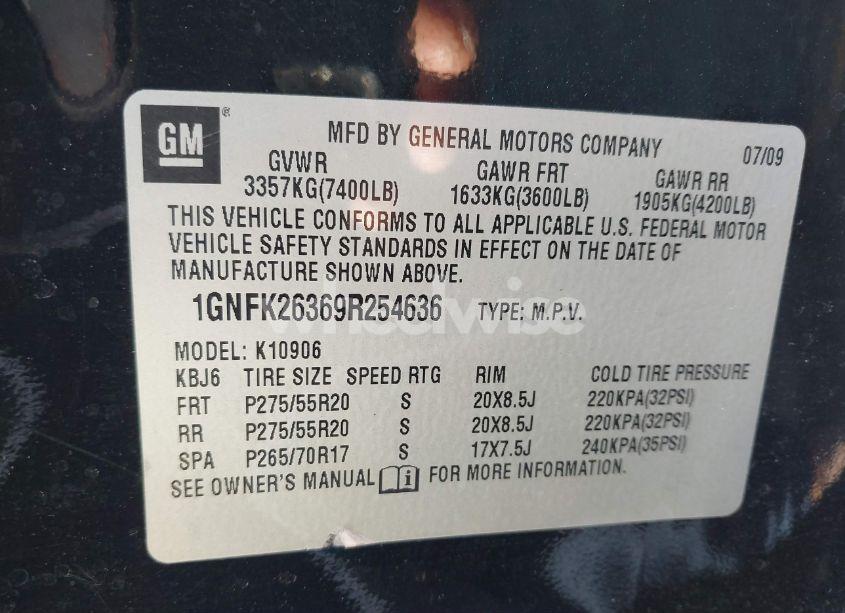 GM ®
MFD BY GENERAL MOTORS COMPANY 07/09
GVWR GAWR FRT GAWR RR
3357KG(7400LB) 1633KG(3600LB) 1905KG(4200LB)
THIS VEHICLE CONFORMS TO ALL APPLICABLE U.S. FEDERAL MOTOR
VEHICLE SAFETY STANDARDS IN EFFECT ON THE DATE OF
MANUFACTURE SHOWN ABOVE.
1GNFK26369R254636 TYPE: M.P.V.
wheelwise
MODEL: K10906
KBJ6 TIRE SIZE SPEED RTG RIM COLD TIRE PRESSURE
FRT P275/55R20 S 20X8.5J 220KPA(32PSI)
RR P275/55R20 S 20X8.5J 220KPA(32PSI)
SPA P265/70R17 S 17X7.5J 240KPA(35PSI)
SEE OWNER'S MANUAL i FOR MORE INFORMATION.